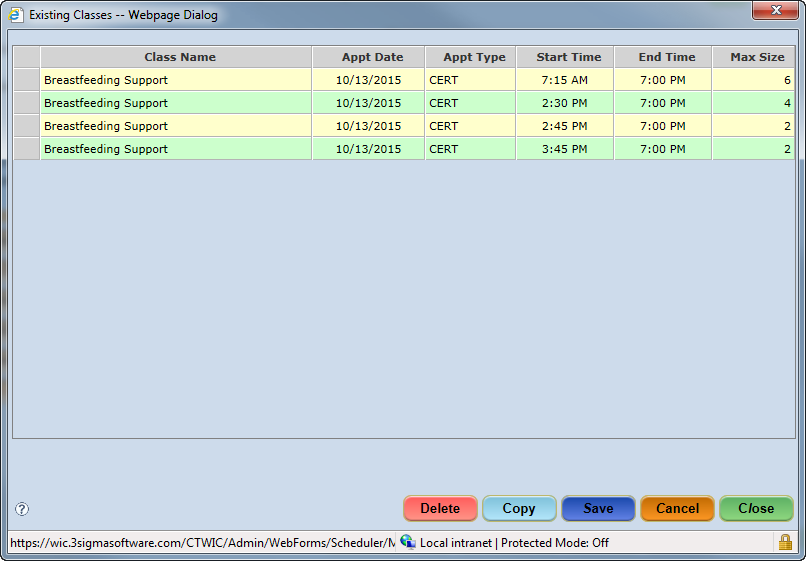 Existing Classes -- Webpage Dialog
Class Name Appt Date Appt Type Start Time End Time Max Size
Breastfeeding Support 10/13/2015 CERT 7:15 AM 7:00 PM 6
Breastfeeding Support 10/13/2015 CERT 2:30 PM 7:00 PM 4
Breastfeeding Support 10/13/2015 CERT 2:45 PM 7:00 PM 2
Breastfeeding Support 10/13/2015 CERT 3:45 PM 7:00 PM 2
? Delete Copy Save Cancel Close
https://wic.3sigmasoftware.com/CTWIC/Admin/WebForms/Scheduler/M Local intranet | Protected Mode: Off